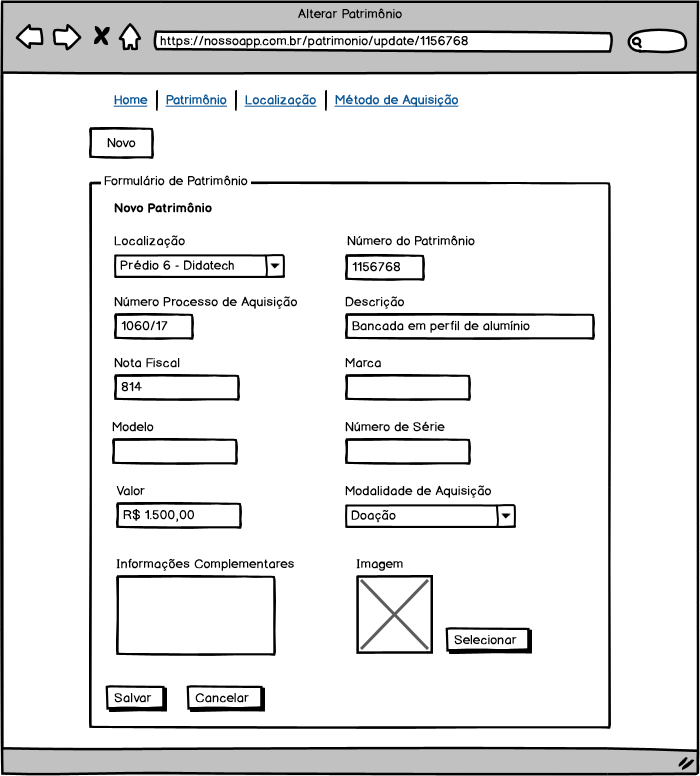 Alterar Patrimônio
https://nossoapp.com.br/patrimonio/update/1156768
Home Patrimônio Localização Método de Aquisição
Novo
Formulário de Patrimônio
Novo Patrimônio
Localização Número do Patrimônio
Prédio 6 - Didatech 1156768
Número Processo de Aquisição Descrição
1060/17 Bancada em perfil de alumínio
Nota Fiscal Marca
814
Modelo Número de Série
Valor Modalidade de Aquisição
R$ 1.500,00 Doação
Informações Complementares Imagem
Selecionar
Salvar Cancelar